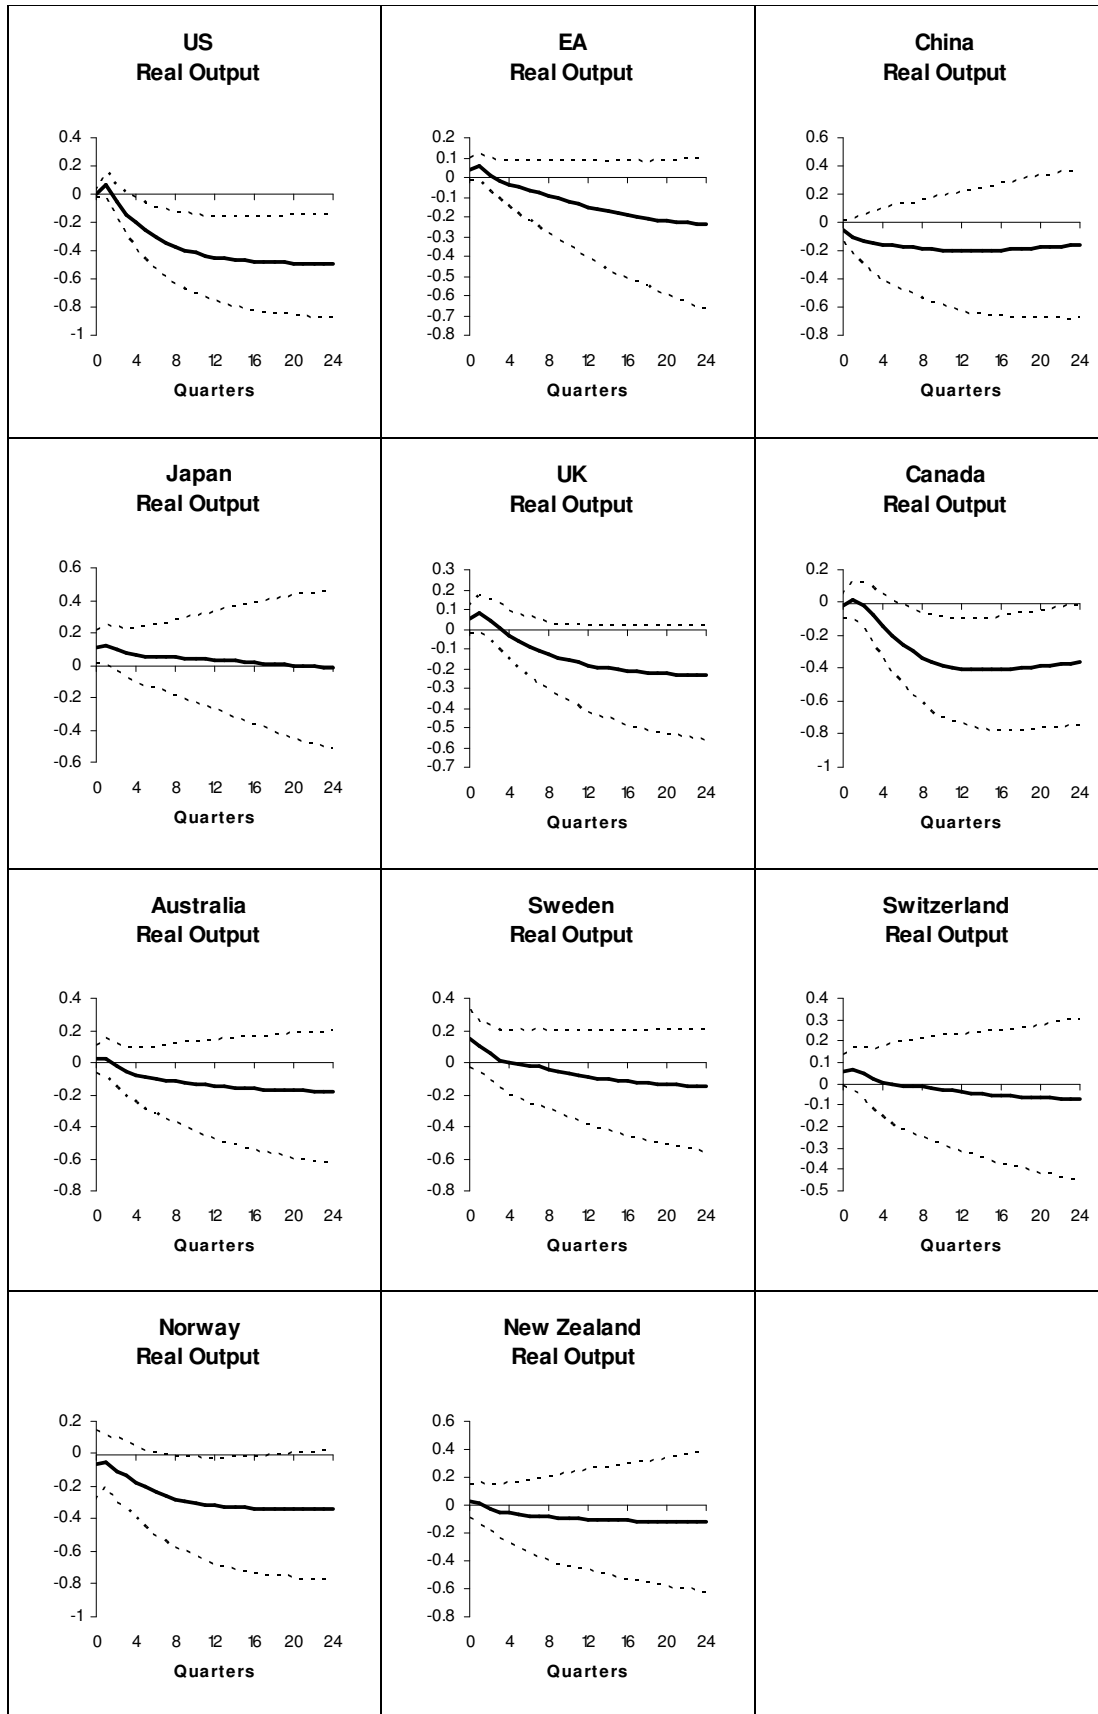 US
Real Output
0.4
0.2
0
-0.2
-0.4
-0.6
-0.8
-1
0 4 8 12 16 20 24
Quarters
EA
Real Output
0.2
0.1
0
-0.1
-0.2
-0.3
-0.4
-0.5
-0.6
-0.7
-0.8
0 4 8 12 16 20 24
Quarters
China
Real Output
0.6
0.4
0.2
0
-0.2
-0.4
-0.6
-0.8
0 4 8 12 16 20 24
Quarters
Japan
Real Output
0.6
0.4
0.2
0
-0.2
-0.4
-0.6
0 4 8 12 16 20 24
Quarters
UK
Real Output
0.3
0.2
0.1
0
-0.1
-0.2
-0.3
-0.4
-0.5
-0.6
-0.7
0 4 8 12 16 20 24
Quarters
Canada
Real Output
0.2
0
-0.2
-0.4
-0.6
-0.8
-1
0 4 8 12 16 20 24
Quarters
Australia
Real Output
0.4
0.2
0
-0.2
-0.4
-0.6
-0.8
0 4 8 12 16 20 24
Quarters
Sweden
Real Output
0.4
0.2
0
-0.2
-0.4
-0.6
-0.8
0 4 8 12 16 20 24
Quarters
Switzerland
Real Output
0.4
0.3
0.2
0.1
0
-0.1
-0.2
-0.3
-0.4
-0.5
0 4 8 12 16 20 24
Quarters
Norway
Real Output
0.2
0
-0.2
-0.4
-0.6
-0.8
-1
0 4 8 12 16 20 24
Quarters
New Zealand
Real Output
0.6
0.4
0.2
0
-0.2
-0.4
-0.6
-0.8
0 4 8 12 16 20 24
Quarters